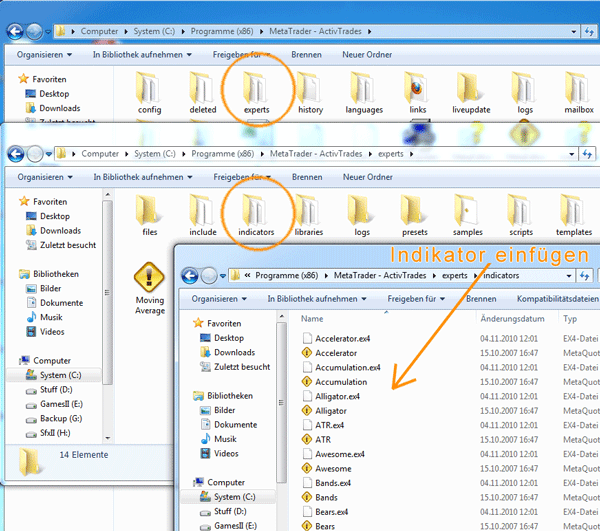 Computer ▸ System (C:) ▸ Programme (x86) ▸ MetaTrader - ActivTrades ▸
Organisieren ▾ In Bibliothek aufnehmen ▾ Freigeben für ▾ Brennen Neuer Ordner
Favoriten
Desktop
Downloads
Zuletzt besucht
config deleted experts history languages links liveupdate logs mailbox
Computer ▸ System (C:) ▸ Programme (x86) ▸ MetaTrader - ActivTrades ▸ experts ▸
Organisieren ▾ In Bibliothek aufnehmen ▾ Freigeben für ▾ Brennen Neuer Ordner
Favoriten
Desktop
Downloads
Zuletzt besucht
Bibliotheken
Bilder
Dokumente
Musik
Videos
Computer
System (C:)
Stuff (D:)
GamesII (E:)
Backup (G:)
SfxII (H:)
14 Elemente
files include indicators libraries logs presets samples scripts templates
Moving
Average
Indikator einfügen
« Programme (x86) ▸ MetaTrader - ActivTrades ▸ experts ▸ indicators
Organisieren ▾ In Bibliothek aufnehmen ▾ Freigeben für ▾ Brennen Kompatibilitätsdateien
Favoriten
Desktop
Downloads
Zuletzt besucht
Bibliotheken
Bilder
Dokumente
Musik
Videos
Computer
System (C:)
Stuff (D:)
GamesII (E:)
Name Änderungsdatum Typ
Accelerator.ex4 04.11.2010 12:01 EX4-Datei
Accelerator 15.10.2007 16:47 MetaQuot
Accumulation.ex4 04.11.2010 12:01 EX4-Datei
Accumulation 15.10.2007 16:47 MetaQuot
Alligator.ex4 04.11.2010 12:01 EX4-Datei
Alligator 15.10.2007 16:47 MetaQuot
ATR.ex4 04.11.2010 12:01 EX4-Datei
ATR 15.10.2007 16:47 MetaQuot
Awesome.ex4 04.11.2010 12:01 EX4-Datei
Awesome 15.10.2007 16:47 MetaQuot
Bands.ex4 04.11.2010 12:01 EX4-Datei
Bands 15.10.2007 16:47 MetaQuot
Bears.ex4 04.11.2010 12:01 EX4-Datei
Bears 15.10.2007 16:47 MetaQuot